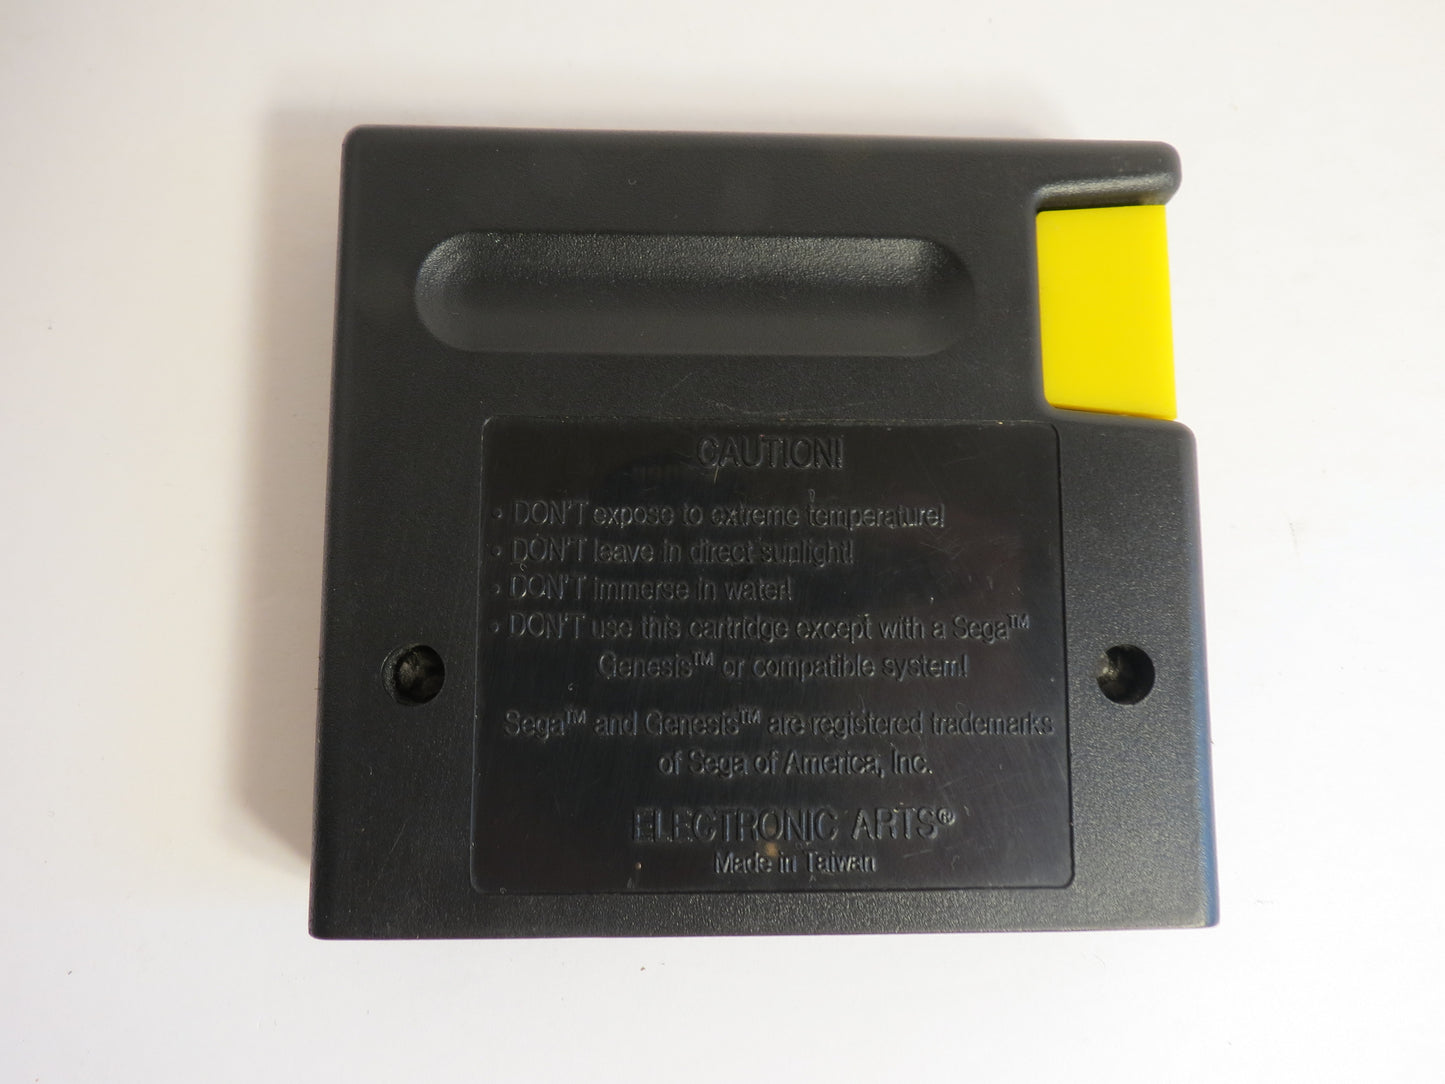 CAUTION!
• DON'T expose to extreme temperature!
• DON'T leave in direct sunlight!
• DON'T immerse in water!
• DON'T use this cartridge except with a Sega™
Genesis™ or compatible system!
Sega™ and Genesis™ are registered trademarks
of Sega of America, Inc.
ELECTRONIC ARTS®
Made in Taiwan